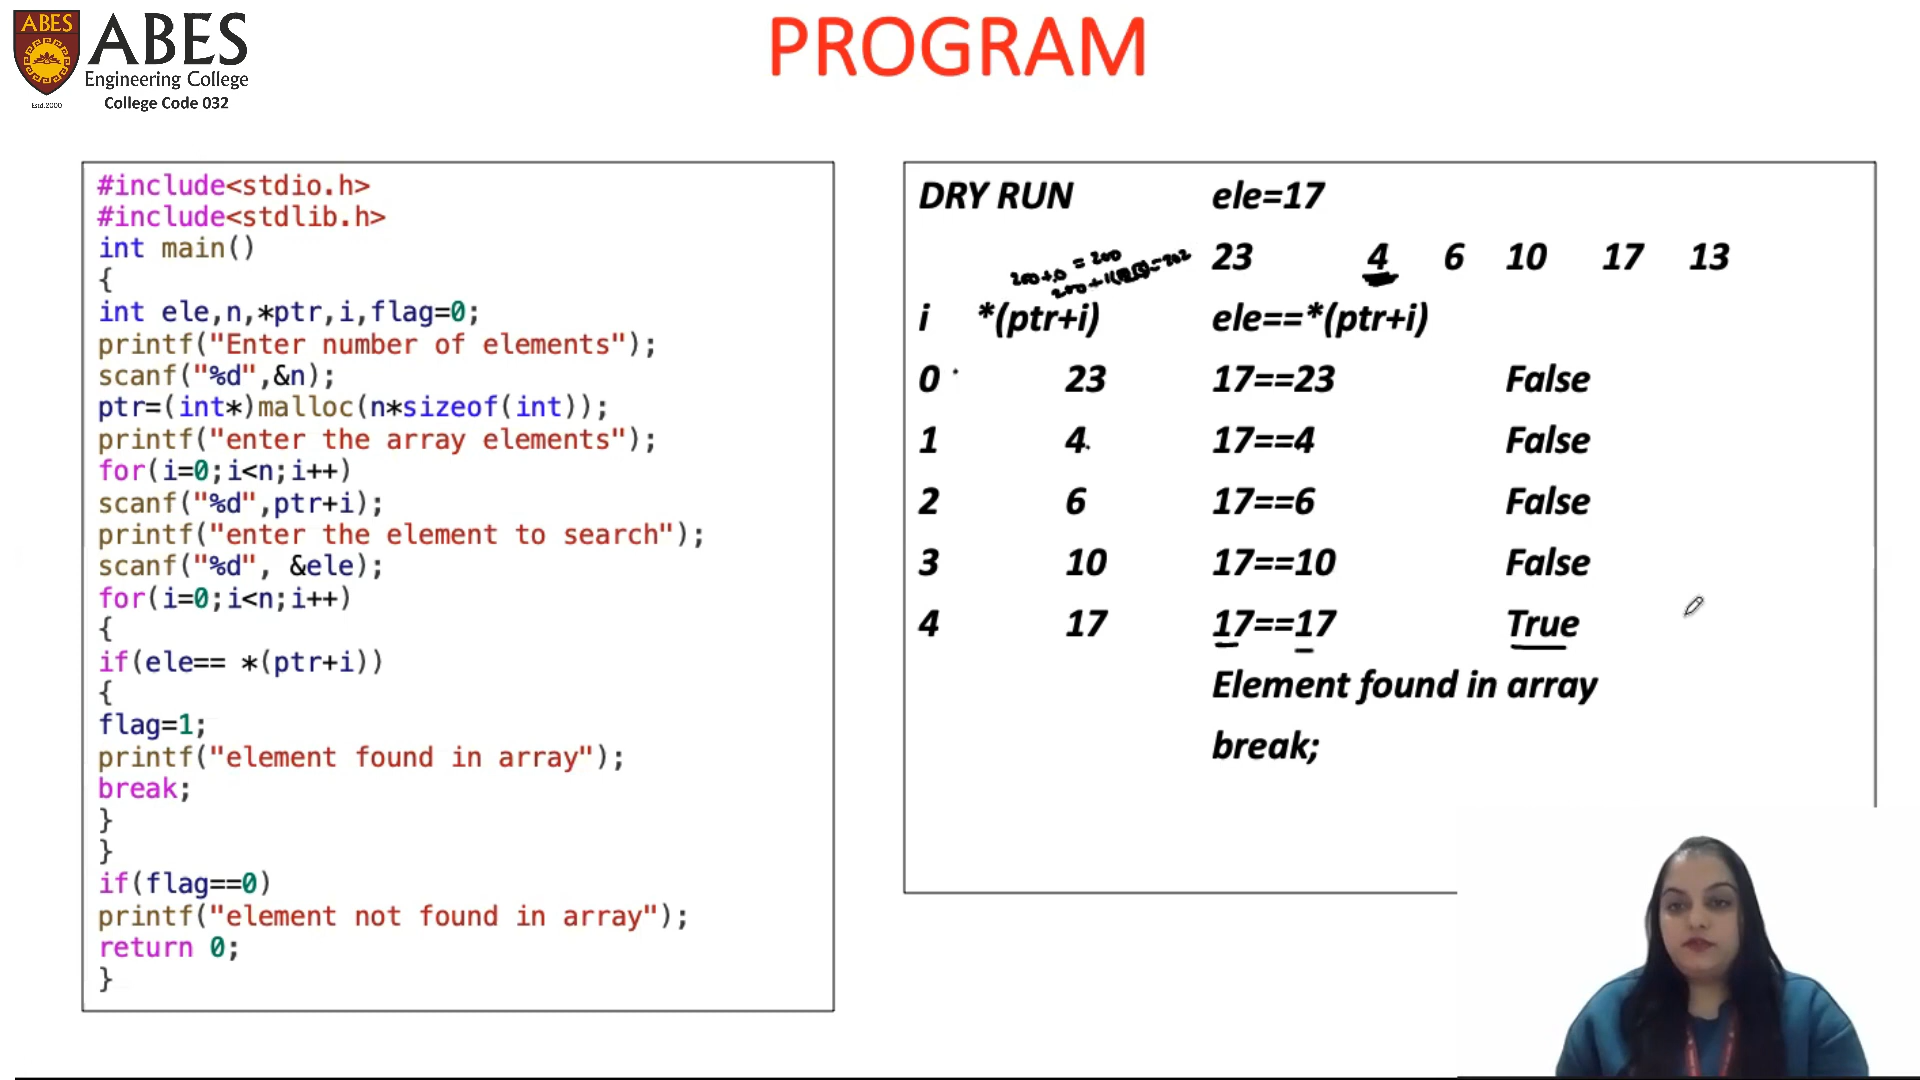 ABES
ABES
Engineering College
Estd.2000
College Code 032
PROGRAM
#include<stdio.h>
#include<stdlib.h>
int main()
{
int ele,n,*ptr,i,flag=0;
printf("Enter number of elements");
scanf("%d",&n);
ptr=(int*)malloc(n*sizeof(int));
printf("enter the array elements");
for(i=0;i<n;i++)
scanf("%d",ptr+i);
printf("enter the element to search");
scanf("%d", &ele);
for(i=0;i<n;i++)
{
if(ele== *(ptr+i))
{
flag=1;
printf("element found in array");
break;
}
}
if(flag==0)
printf("element not found in array");
return 0;
}
DRY RUN ele=17
23 4 6 10 17 13
200+0 = 200
i *(ptr+i) ele==*(ptr+i)
0 23 17==23 False
1 4 17==4 False
2 6 17==6 False
3 10 17==10 False
4 17 17==17 True
Element found in array
break;